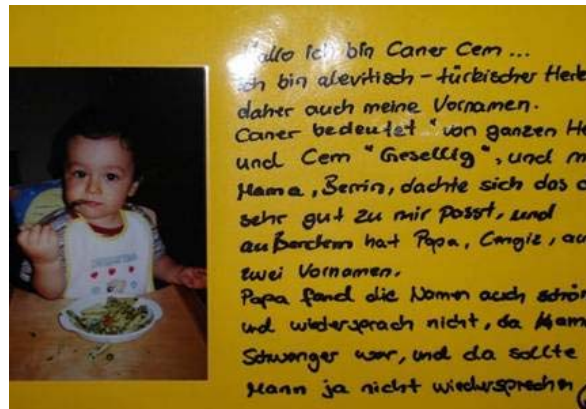 Hallo ich bin Caner Cem ...
ich bin alevitisch - türkischer Herk
daher auch meine Vornamen.
Caner bedeutet "von ganzen He
und Cem "Gesellig", und m
Mama, Berrin, dachte sich das
sehr gut zu mir passt, und
außerdem hat Papa, Cengiz, au
zwei Vornamen.
Papa fand die Namen auch schön
und widersprach nicht, da Mam
Schwanger war, und da sollte
Mann ja nicht wiedersprechen